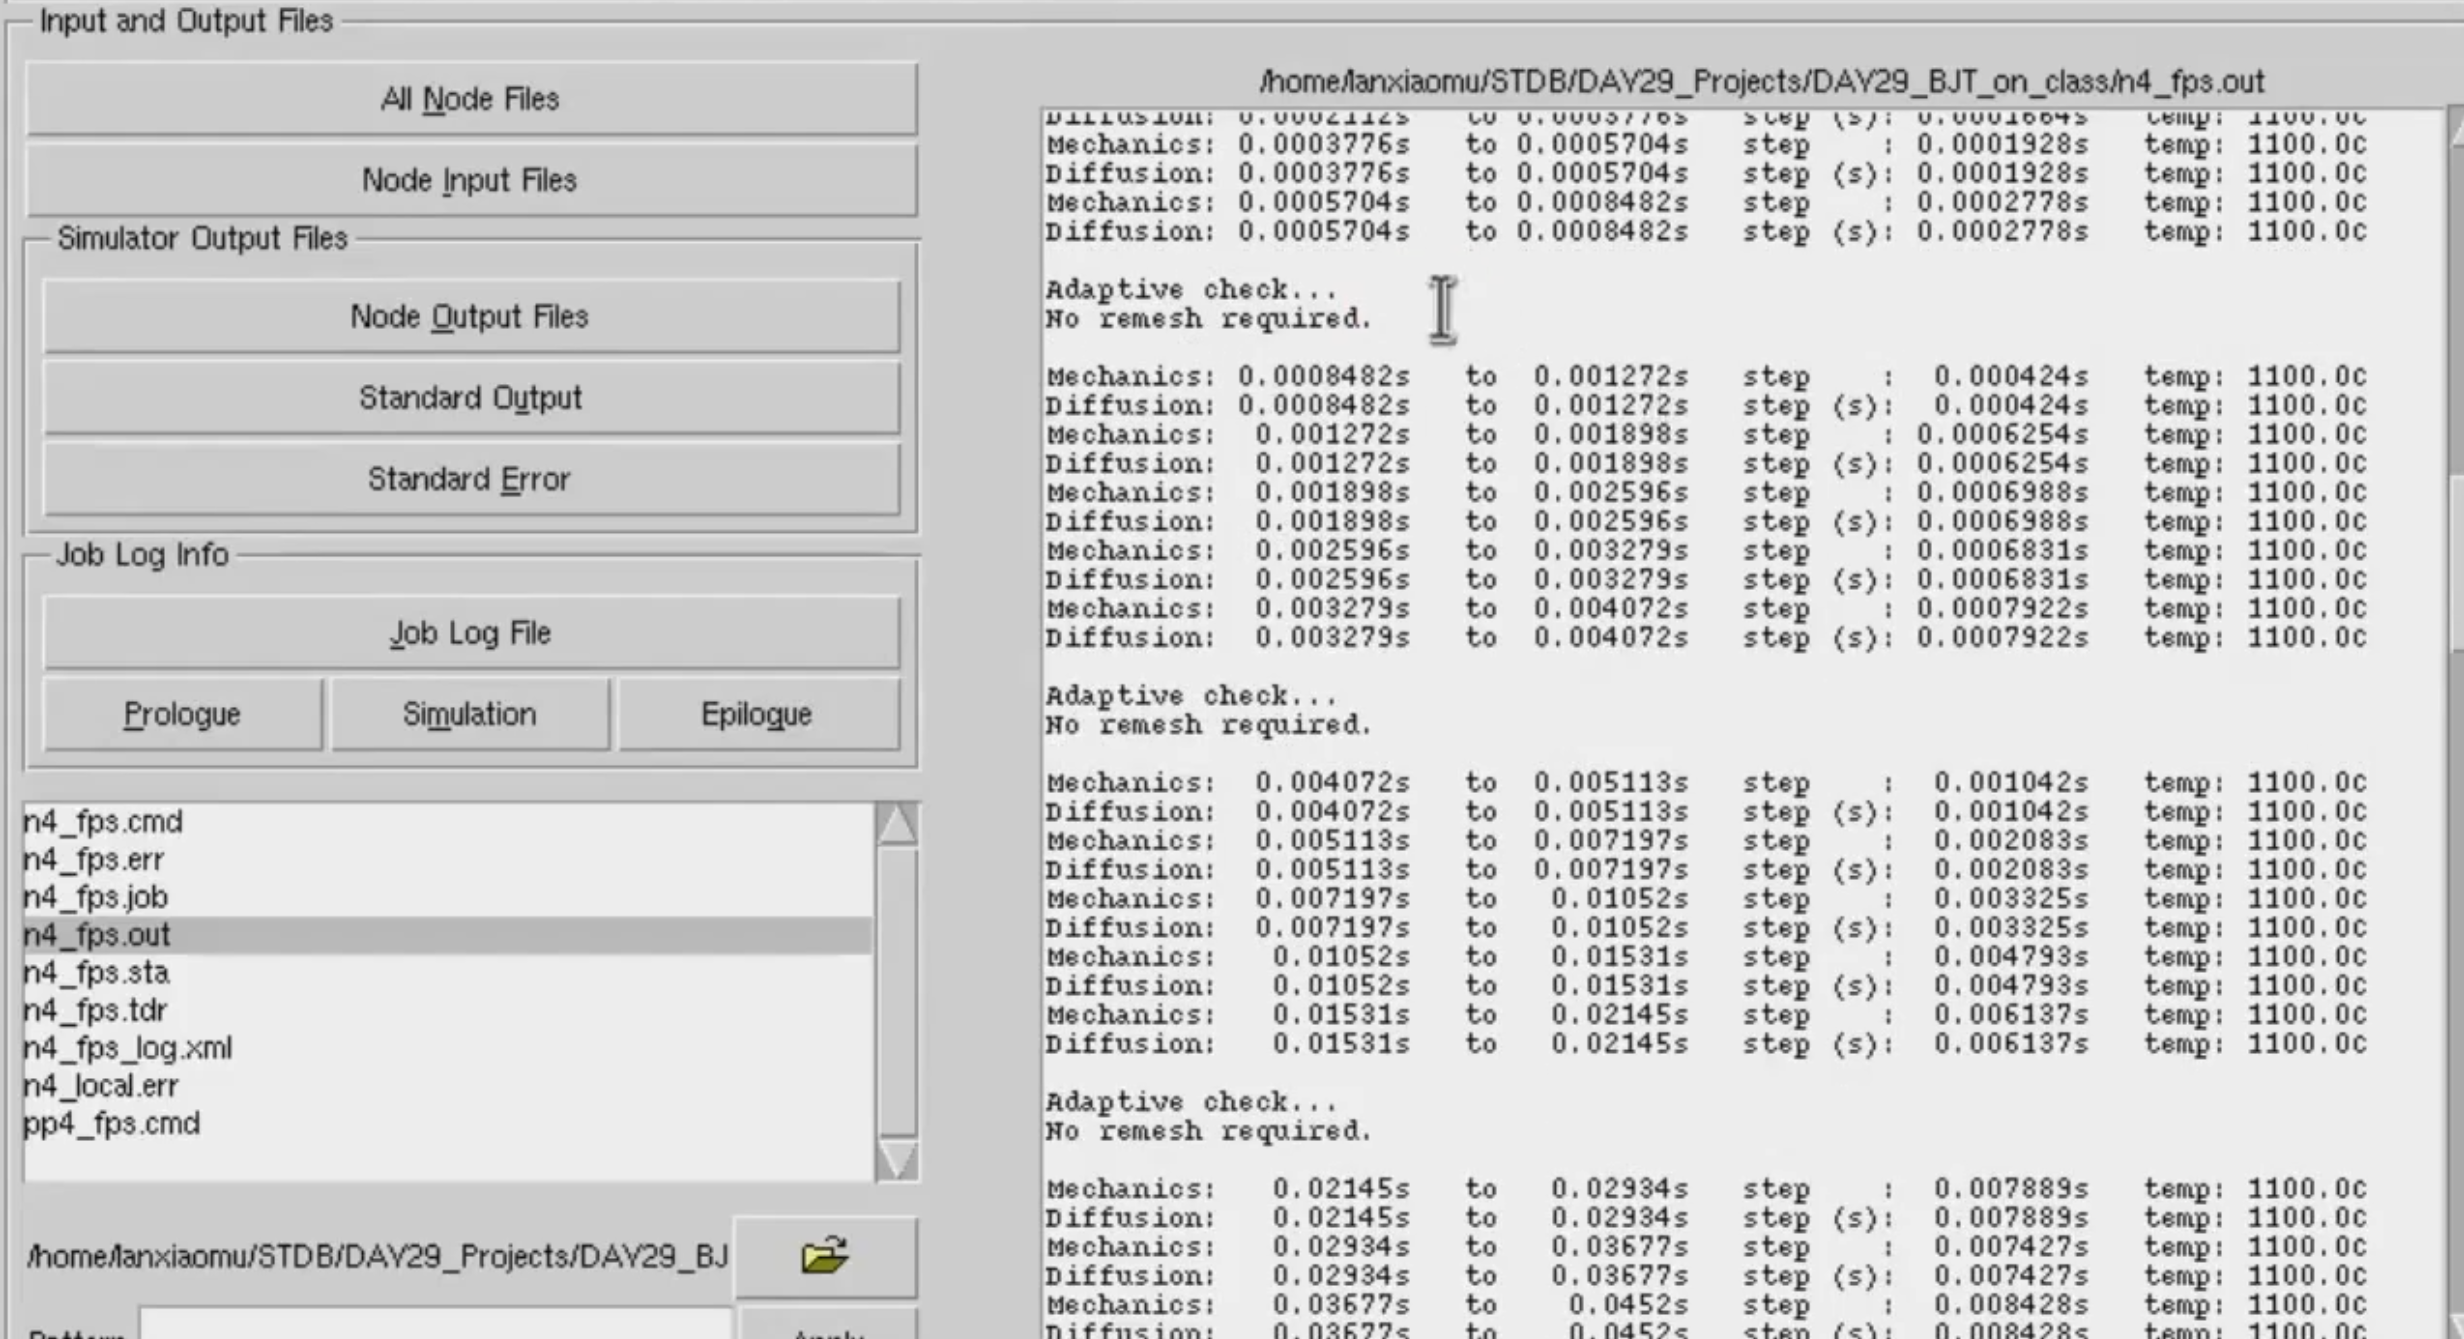 Input and Output Files
All Node Files
Node Input Files
Simulator Output Files
Node Output Files
Standard Output
Standard Error
Job Log Info
Job Log File
Prologue
Simulation
Epilogue
n4_fps.cmd
n4_fps.err
n4_fps.job
n4_fps.out
n4_fps.sta
n4_fps.tdr
n4_fps_log.xml
n4_local.err
pp4_fps.cmd
/home/lanxiaomu/STDB/DAY29_Projects/DAY29_BJ
Pattern
Apply
/home/lanxiaomu/STDB/DAY29_Projects/DAY29_BJT_on_class/n4_fps.out
Diffusion: 0.0002112s to 0.0003776s step (s): 0.0001664s temp: 1100.0C
Mechanics: 0.0003776s to 0.0005704s step : 0.0001928s temp: 1100.0C
Diffusion: 0.0003776s to 0.0005704s step (s): 0.0001928s temp: 1100.0C
Mechanics: 0.0005704s to 0.0008482s step : 0.0002778s temp: 1100.0C
Diffusion: 0.0005704s to 0.0008482s step (s): 0.0002778s temp: 1100.0C
Adaptive check...
No remesh required.
Mechanics: 0.0008482s to 0.001272s step : 0.000424s temp: 1100.0C
Diffusion: 0.0008482s to 0.001272s step (s): 0.000424s temp: 1100.0C
Mechanics: 0.001272s to 0.001898s step : 0.0006254s temp: 1100.0C
Diffusion: 0.001272s to 0.001898s step (s): 0.0006254s temp: 1100.0C
Mechanics: 0.001898s to 0.002596s step : 0.0006988s temp: 1100.0C
Diffusion: 0.001898s to 0.002596s step (s): 0.0006988s temp: 1100.0C
Mechanics: 0.002596s to 0.003279s step : 0.0006831s temp: 1100.0C
Diffusion: 0.002596s to 0.003279s step (s): 0.0006831s temp: 1100.0C
Mechanics: 0.003279s to 0.004072s step : 0.0007922s temp: 1100.0C
Diffusion: 0.003279s to 0.004072s step (s): 0.0007922s temp: 1100.0C
Adaptive check...
No remesh required.
Mechanics: 0.004072s to 0.005113s step : 0.001042s temp: 1100.0C
Diffusion: 0.004072s to 0.005113s step (s): 0.001042s temp: 1100.0C
Mechanics: 0.005113s to 0.007197s step : 0.002083s temp: 1100.0C
Diffusion: 0.005113s to 0.007197s step (s): 0.002083s temp: 1100.0C
Mechanics: 0.007197s to 0.01052s step : 0.003325s temp: 1100.0C
Diffusion: 0.007197s to 0.01052s step (s): 0.003325s temp: 1100.0C
Mechanics: 0.01052s to 0.01531s step : 0.004793s temp: 1100.0C
Diffusion: 0.01052s to 0.01531s step (s): 0.004793s temp: 1100.0C
Mechanics: 0.01531s to 0.02145s step : 0.006137s temp: 1100.0C
Diffusion: 0.01531s to 0.02145s step (s): 0.006137s temp: 1100.0C
Adaptive check...
No remesh required.
Mechanics: 0.02145s to 0.02934s step : 0.007889s temp: 1100.0C
Diffusion: 0.02145s to 0.02934s step (s): 0.007889s temp: 1100.0C
Mechanics: 0.02934s to 0.03677s step : 0.007427s temp: 1100.0C
Diffusion: 0.02934s to 0.03677s step (s): 0.007427s temp: 1100.0C
Mechanics: 0.03677s to 0.0452s step : 0.008428s temp: 1100.0C
Diffusion: 0.03677s to 0.0452s step (s): 0.008428s temp: 1100.0C